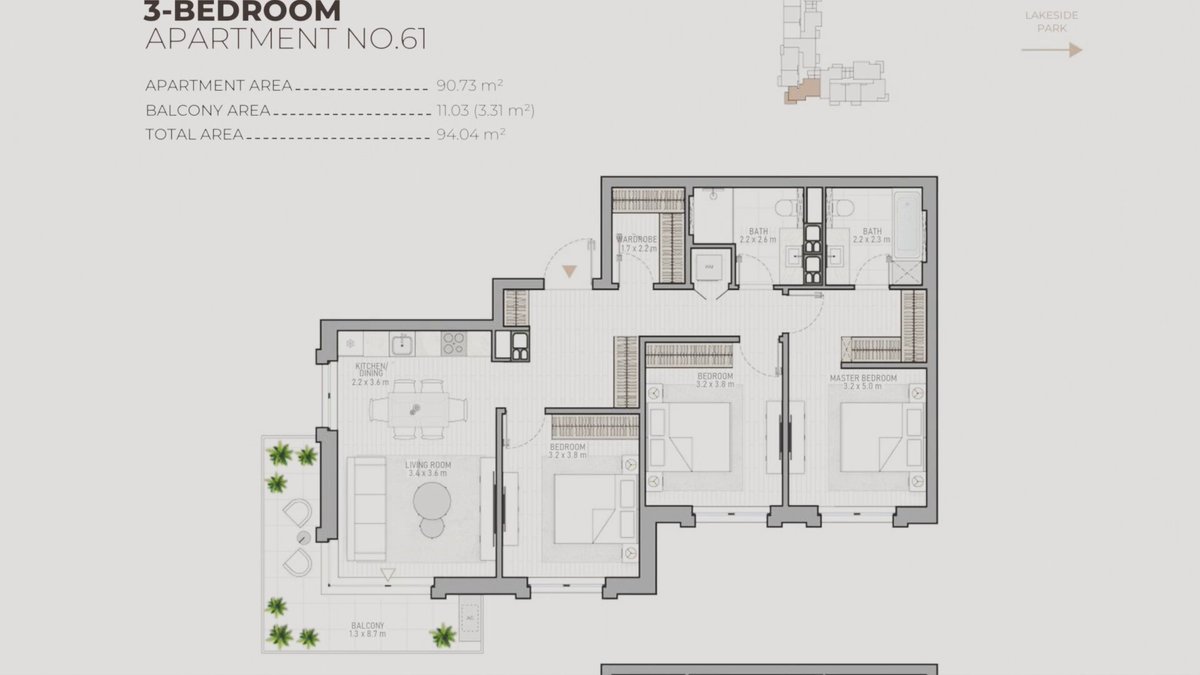 3-BEDROOM
APARTMENT NO.61
APARTMENT AREA 90.73 m²
BALCONY AREA 11.03 (3.31 m²)
TOTAL AREA 94.04 m²
LAKESIDE
PARK
WARDROBE
1.7 x 2.2 m
BATH
2.2 x 2.6 m
BATH
2.2 x 2.3 m
KITCHEN/
DINING
2.2 x 3.6 m
BEDROOM
3.2 x 3.8 m
MASTER BEDROOM
3.2 x 5.0 m
BEDROOM
3.2 x 3.8 m
LIVING ROOM
3.4 x 3.6 m
BALCONY
1.3 x 8.7 m
AC